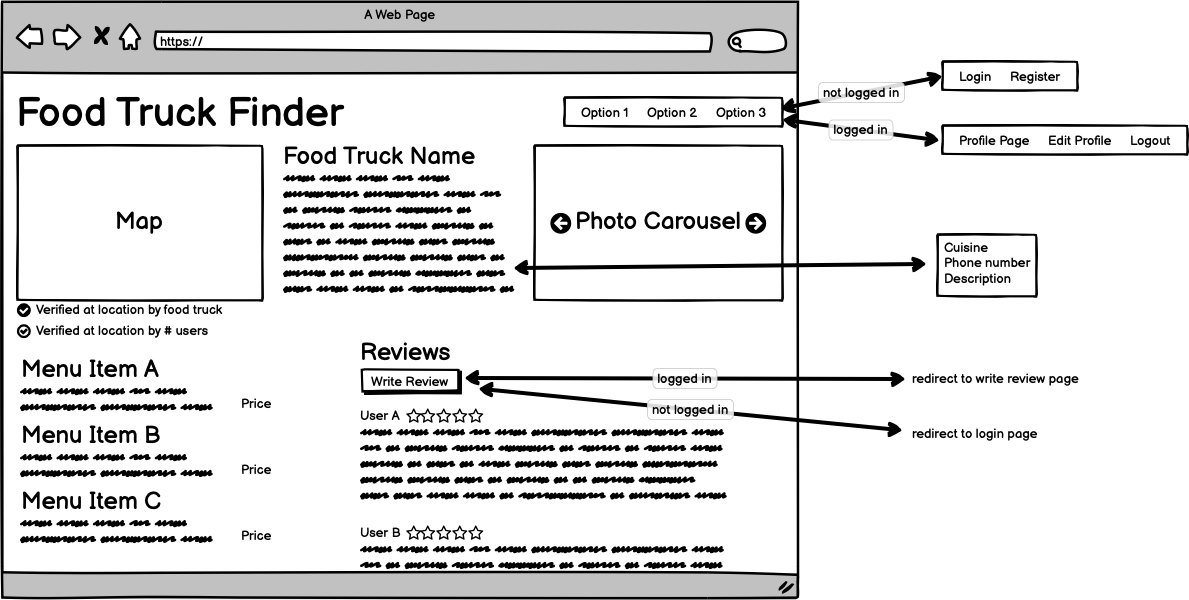 A Web Page
https://
Food Truck Finder
Option 1 Option 2 Option 3
not logged in
Login Register
logged in
Profile Page Edit Profile Logout
Map
Food Truck Name
Photo Carousel
Cuisine
Phone number
Description
Verified at location by food truck
Verified at location by # users
Menu Item A
Price
Menu Item B
Price
Menu Item C
Price
Reviews
Write Review
logged in
redirect to write review page
not logged in
redirect to login page
User A
User B